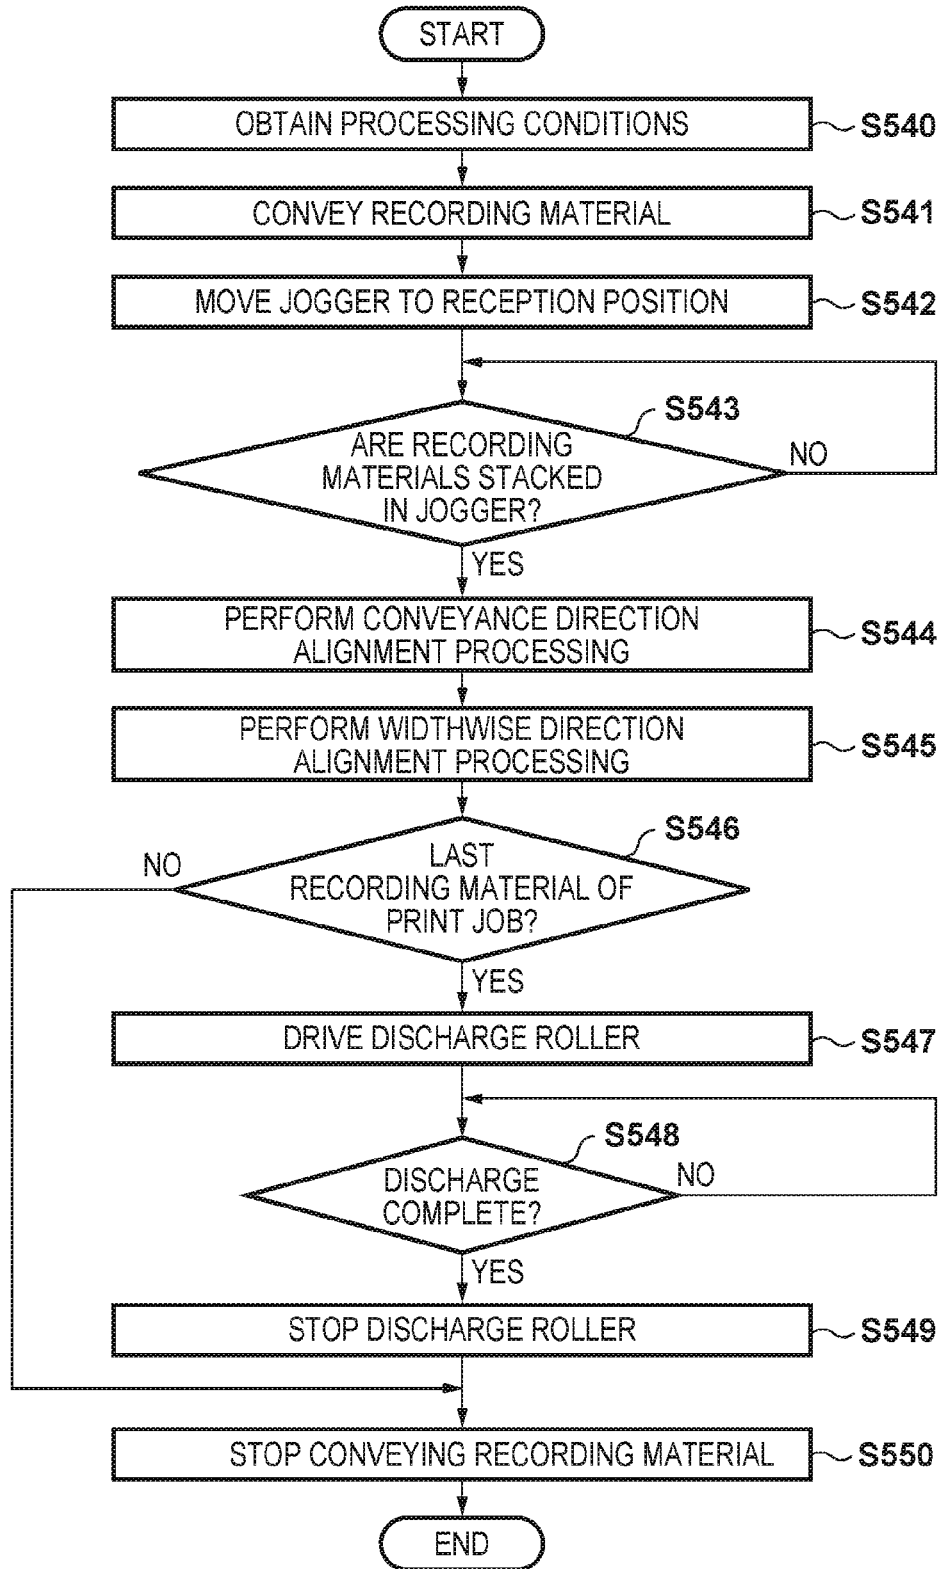 START
OBTAIN PROCESSING CONDITIONS
S540
CONVEY RECORDING MATERIAL
S541
MOVE JOGGER TO RECEPTION POSITION
S542
S543
ARE RECORDING
MATERIALS STACKED
IN JOGGER?
NO
YES
PERFORM CONVEYANCE DIRECTION
ALIGNMENT PROCESSING
S544
PERFORM WIDTHWISE DIRECTION
ALIGNMENT PROCESSING
S545
S546
NO
LAST
RECORDING MATERIAL OF
PRINT JOB?
YES
DRIVE DISCHARGE ROLLER
S547
S548
DISCHARGE
COMPLETE?
NO
YES
STOP DISCHARGE ROLLER
S549
STOP CONVEYING RECORDING MATERIAL
S550
END